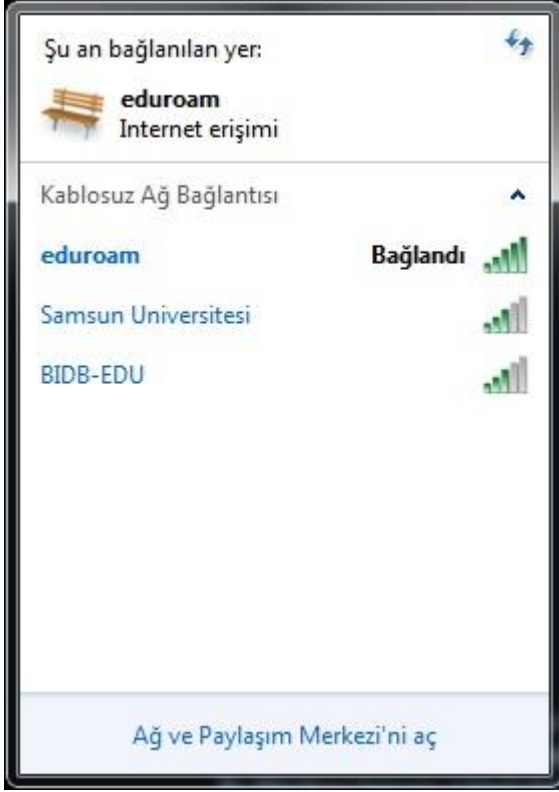 Şu an bağlanılan yer:
eduroam
Internet erişimi
Kablosuz Ağ Bağlantısı
eduroam Bağlandı
Samsun Universitesi
BIDB-EDU
Ağ ve Paylaşım Merkezi'ni aç